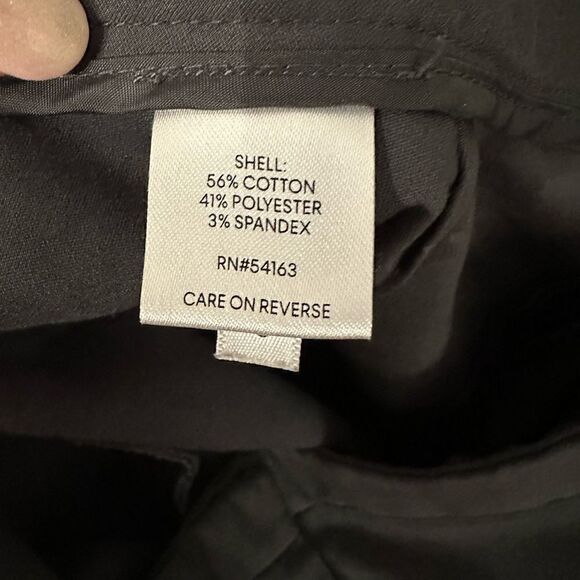 SHELL:
56% COTTON
41% POLYESTER
3% SPANDEX
RN#54163
CARE ON REVERSE